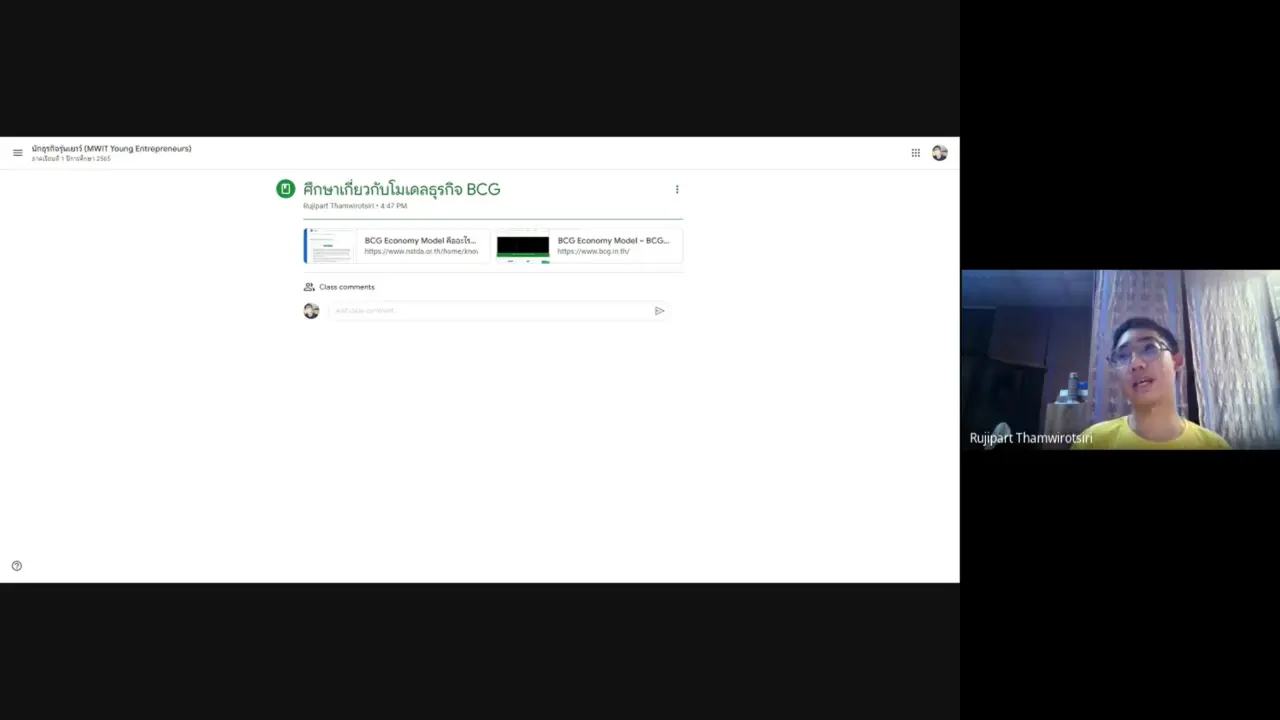 นักธุรกิจรุ่นเยาว์ (MWIT Young Entrepreneurs)
ภาคเรียนที่ 1 ปีการศึกษา 2565
ศึกษาเกี่ยวกับโมเดลธุรกิจ BCG
Rujipart Thamwirotsiri • 4:47 PM
BCG Economy Model คืออะไร...
https://www.nstda.or.th/home/know
BCG Economy Model – BCG...
https://www.bcg.in.th/
Class comments
Add class comment...
Rujipart Thamwirotsiri